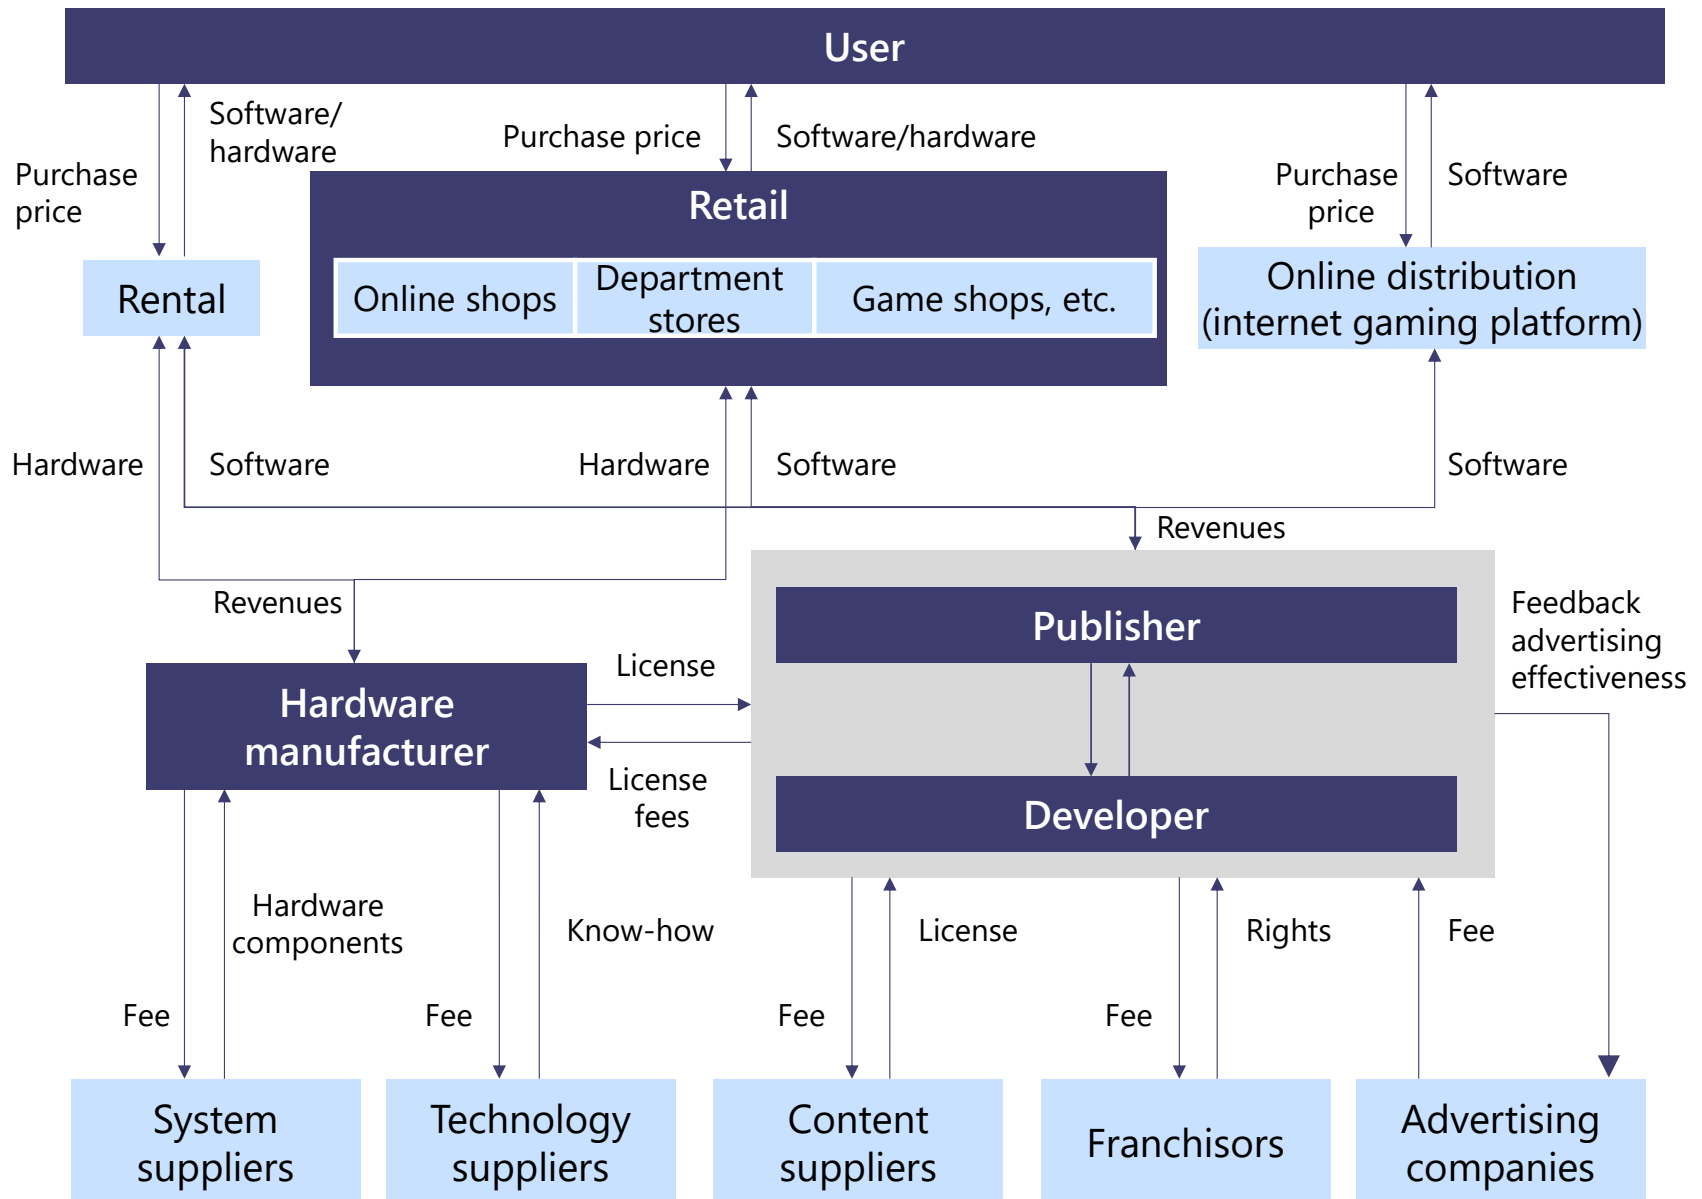 User
Software/
hardware
Purchase price
Software/hardware
Purchase
price
Purchase
price
Software
Retail
Rental
Online shops
Department
stores
Game shops, etc.
Online distribution
(internet gaming platform)
Hardware
Software
Hardware
Software
Software
Revenues
Revenues
Publisher
Feedback
advertising
effectiveness
License
Hardware
manufacturer
License
fees
Developer
Hardware
components
Know-how
License
Rights
Fee
Fee
Fee
Fee
Fee
System
suppliers
Technology
suppliers
Content
suppliers
Franchisors
Advertising
companies